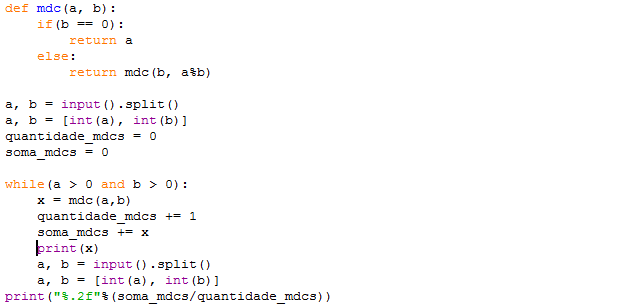 def mdc(a, b):
    if(b == 0):
        return a
    else:
        return mdc(b, a%b)

a, b = input().split()
a, b = [int(a), int(b)]
quantidade_mdcs = 0
soma_mdcs = 0

while(a > 0 and b > 0):
    x = mdc(a,b)
    quantidade_mdcs += 1
    soma_mdcs += x
    print(x)
    a, b = input().split()
    a, b = [int(a), int(b)]
print("%.2f"%(soma_mdcs/quantidade_mdcs))